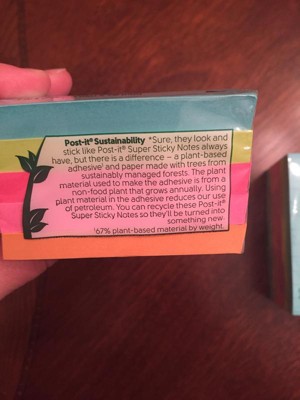 Post-it® Sustainability *Sure, they look and
stick like Post-it® Super Sticky Notes always
have, but there is a difference – a plant-based
adhesive¹ and paper made with trees from
sustainably managed forests. The plant
material used to make the adhesive is from a
non-food plant that grows annually. Using
plant material in the adhesive reduces our use
of petroleum. You can recycle these Post-it®
Super Sticky Notes so they'll be turned into
something new.
¹67% plant-based material by weight.